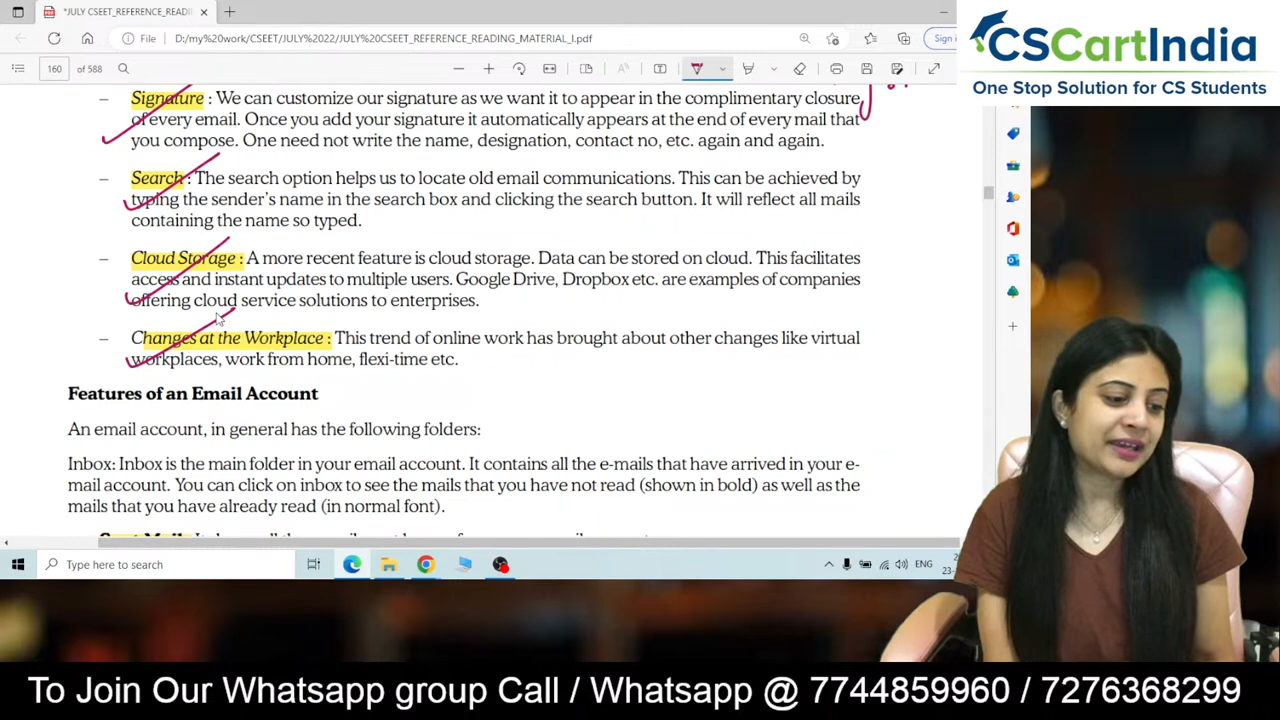 *JULY CSEET_REFERENCE_READI
File
D:/my%20work/CSEET/JULY%2022/JULY%20CSEET_REFERENCE_READING_MATERIAL_I.pdf
Sign i
160 of 588
Signature : We can customize our signature as we want it to appear in the complimentary closure
of every email. Once you add your signature it automatically appears at the end of every mail that
you compose. One need not write the name, designation, contact no, etc. again and again.
Search : The search option helps us to locate old email communications. This can be achieved by
typing the sender's name in the search box and clicking the search button. It will reflect all mails
containing the name so typed.
Cloud Storage : A more recent feature is cloud storage. Data can be stored on cloud. This facilitates
access and instant updates to multiple users. Google Drive, Dropbox etc. are examples of companies
offering cloud service solutions to enterprises.
Changes at the Workplace : This trend of online work has brought about other changes like virtual
workplaces, work from home, flexi-time etc.
Features of an Email Account
An email account, in general has the following folders:
Inbox: Inbox is the main folder in your email account. It contains all the e-mails that have arrived in your e-
mail account. You can click on inbox to see the mails that you have not read (shown in bold) as well as the
mails that you have already read (in normal font).
Type here to search
ENG
CSCartIndia
One Stop Solution for CS Students
To Join Our Whatsapp group Call / Whatsapp @ 7744859960 / 7276368299